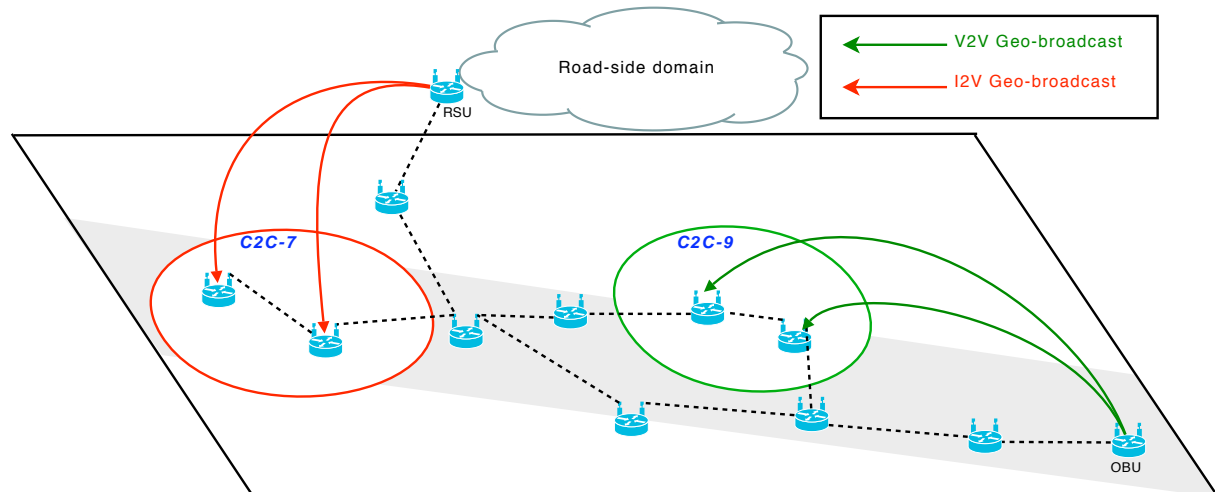 V2V Geo-broadcast
I2V Geo-broadcast
Road-side domain
RSU
C2C-7
C2C-9
OBU